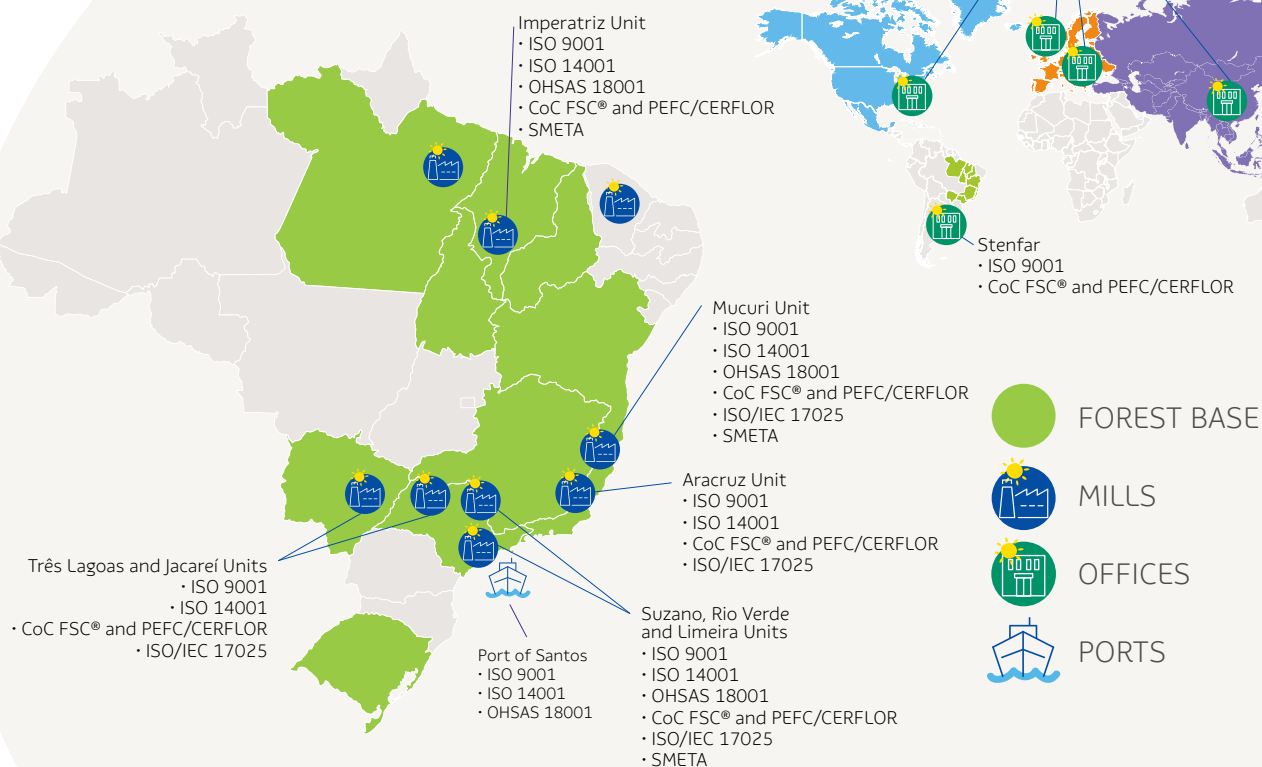 Imperatriz Unit
· ISO 9001
· ISO 14001
· OHSAS 18001
· CoC FSC® and PEFC/CERFLOR
· SMETA
Stenfar
· ISO 9001
· CoC FSC® and PEFC/CERFLOR
Mucuri Unit
· ISO 9001
· ISO 14001
· OHSAS 18001
· CoC FSC® and PEFC/CERFLOR
· ISO/IEC 17025
· SMETA
Aracruz Unit
· ISO 9001
· ISO 14001
· CoC FSC® and PEFC/CERFLOR
· ISO/IEC 17025
Três Lagoas and Jacareí Units
· ISO 9001
· ISO 14001
· CoC FSC® and PEFC/CERFLOR
· ISO/IEC 17025
Port of Santos
· ISO 9001
· ISO 14001
· OHSAS 18001
Suzano, Rio Verde
and Limeira Units
· ISO 9001
· ISO 14001
· OHSAS 18001
· CoC FSC® and PEFC/CERFLOR
· ISO/IEC 17025
· SMETA
FOREST BASE
MILLS
OFFICES
PORTS